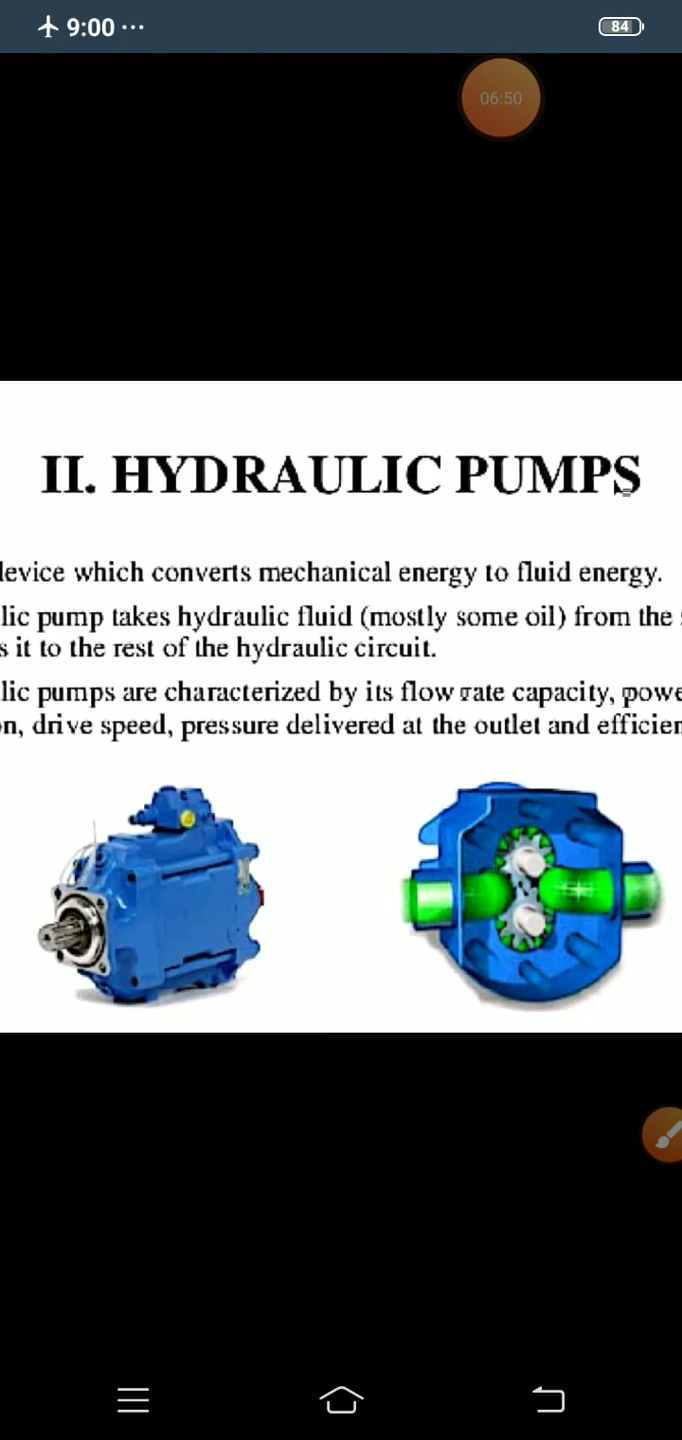 9:00 ...
84
06:50
II. HYDRAULIC PUMPS
levice which converts mechanical energy to fluid energy.
lic pump takes hydraulic fluid (mostly some oil) from the
s it to the rest of the hydraulic circuit.
lic pumps are characterized by its flow rate capacity, powe
on, drive speed, pressure delivered at the outlet and efficien